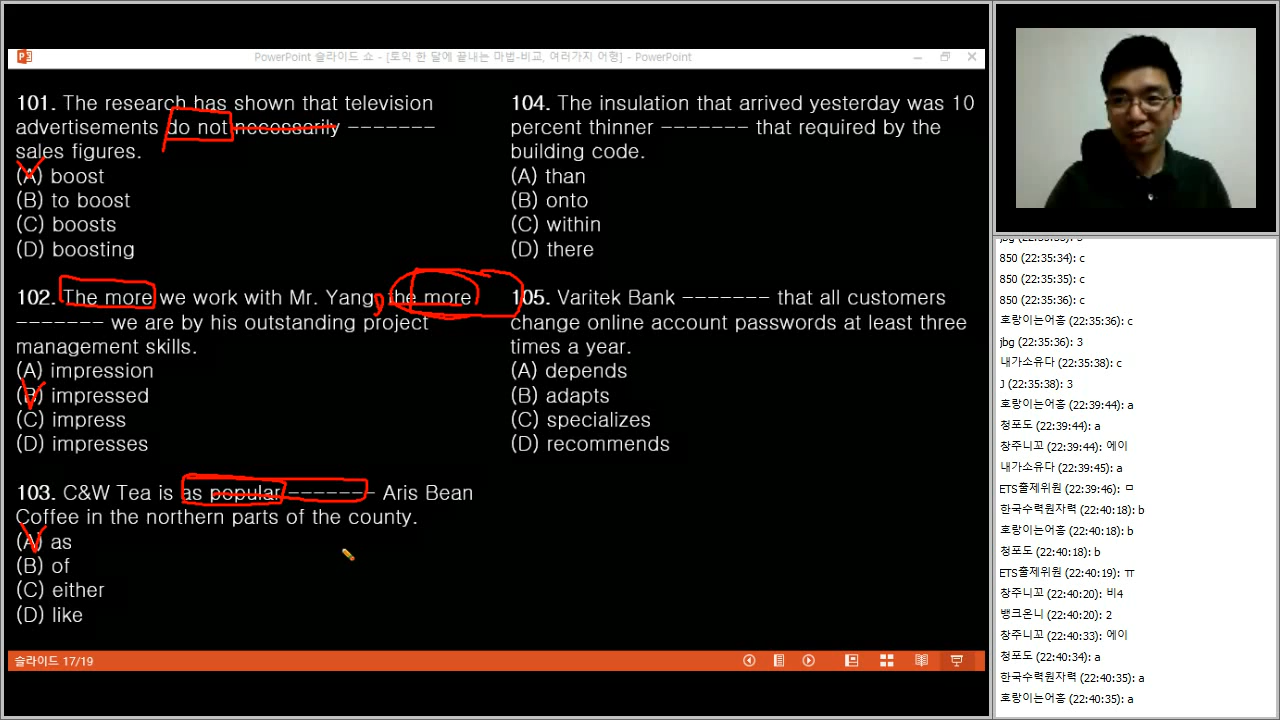 PowerPoint 슬라이드 쇼 - [토익 한 달에 끝내는 마법-비교, 여러가지 어형] - PowerPoint
101. The research has shown that television
advertisements do not necessarily -------
sales figures.
(A) boost
(B) to boost
(C) boosts
(D) boosting
102. The more we work with Mr. Yang, the more
------- we are by his outstanding project
management skills.
(A) impression
(B) impressed
(C) impress
(D) impresses
103. C&W Tea is as popular ------- Aris Bean
Coffee in the northern parts of the county.
(A) as
(B) of
(C) either
(D) like
104. The insulation that arrived yesterday was 10
percent thinner ------- that required by the
building code.
(A) than
(B) onto
(C) within
(D) there
105. Varitek Bank ------- that all customers
change online account passwords at least three
times a year.
(A) depends
(B) adapts
(C) specializes
(D) recommends
슬라이드 17/19
850 (22:35:34): c
850 (22:35:35): c
850 (22:35:36): c
호랑이는어흥 (22:35:36): c
jbg (22:35:36): 3
내가소유다 (22:35:38): c
J (22:35:38): 3
호랑이는어흥 (22:39:44): a
청포도 (22:39:44): a
창주니꼬 (22:39:44): 에이
내가소유다 (22:39:45): a
ETS출제위원 (22:39:46): ㅁ
한국수력원자력 (22:40:18): b
호랑이는어흥 (22:40:18): b
청포도 (22:40:18): b
ETS출제위원 (22:40:19): ㅠ
창주니꼬 (22:40:20): 비4
뱅크온니 (22:40:20): 2
창주니꼬 (22:40:33): 에이
청포도 (22:40:34): a
한국수력원자력 (22:40:35): a
호랑이는어흥 (22:40:35): a